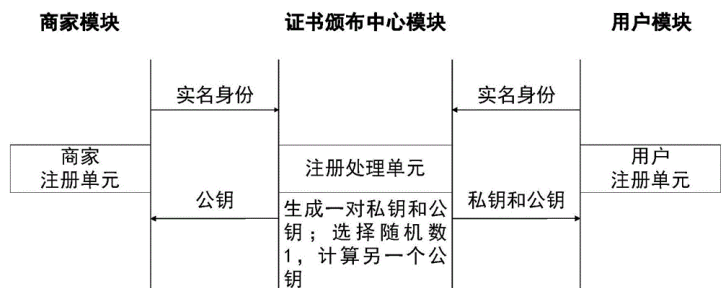 商家模块 证书颁布中心模块 用户模块
实名身份 实名身份
商家
注册单元
注册处理单元
用户
注册单元
公钥
生成一对私钥和公
钥；选择随机数
1，计算另一个公
钥
私钥和公钥